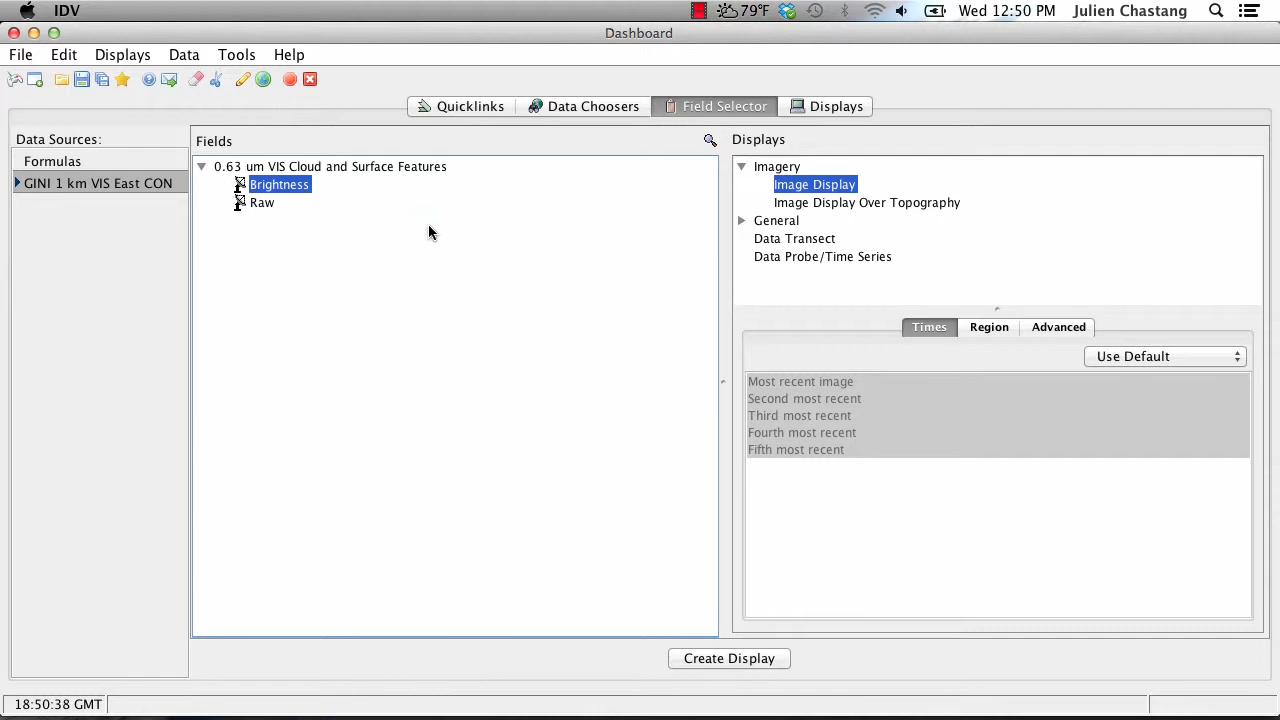 IDV 79°F Wed 12:50 PM Julien Chastang
Dashboard
File Edit Displays Data Tools Help
Quicklinks Data Choosers Field Selector Displays
Data Sources:
Formulas
GINI 1 km VIS East CON
Fields
0.63 um VIS Cloud and Surface Features
Brightness
Raw
Displays
Imagery
Image Display
Image Display Over Topography
General
Data Transect
Data Probe/Time Series
Times Region Advanced
Use Default
Most recent image
Second most recent
Third most recent
Fourth most recent
Fifth most recent
Create Display
18:50:38 GMT